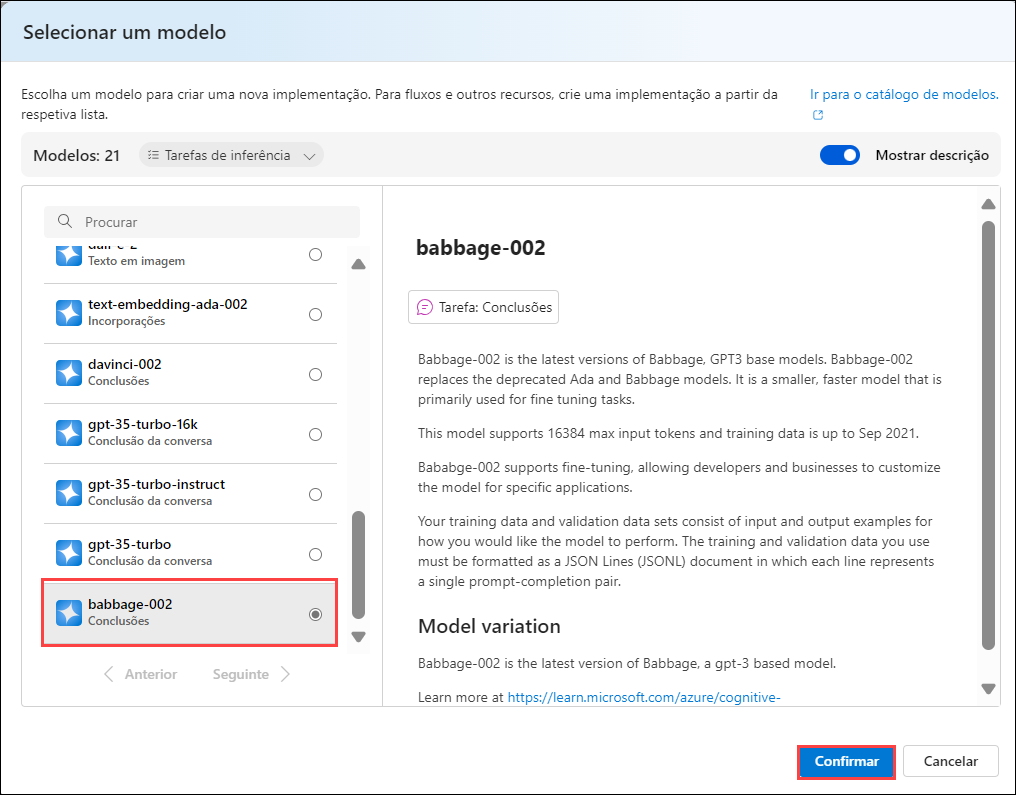 Selecionar um modelo
Escolha um modelo para criar uma nova implementação. Para fluxos e outros recursos, crie uma implementação a partir da
respetiva lista.
Ir para o catálogo de modelos.
Modelos: 21
Tarefas de inferência
Mostrar descrição
Procurar
dall-e-2
Texto em imagem
text-embedding-ada-002
Incorporações
davinci-002
Conclusões
gpt-35-turbo-16k
Conclusão da conversa
gpt-35-turbo-instruct
Conclusão da conversa
gpt-35-turbo
Conclusão da conversa
babbage-002
Conclusões
Anterior
Seguinte
babbage-002
Tarefa: Conclusões
Babbage-002 is the latest versions of Babbage, GPT3 base models. Babbage-002
replaces the deprecated Ada and Babbage models. It is a smaller, faster model that is
primarily used for fine tuning tasks.
This model supports 16384 max input tokens and training data is up to Sep 2021.
Bababge-002 supports fine-tuning, allowing developers and businesses to customize
the model for specific applications.
Your training data and validation data sets consist of input and output examples for
how you would like the model to perform. The training and validation data you use
must be formatted as a JSON Lines (JSONL) document in which each line represents
a single prompt-completion pair.
Model variation
Babbage-002 is the latest version of Babbage, a gpt-3 based model.
Learn more at https://learn.microsoft.com/azure/cognitive-
Confirmar
Cancelar